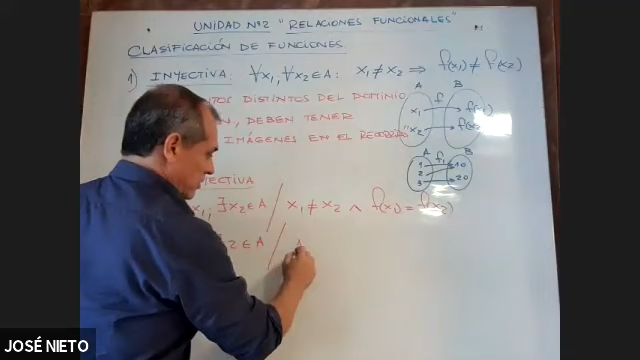 UNIDAD Nº2 "RELACIONES FUNCIONALES"
CLASIFICACIÓN DE FUNCIONES.
1) INYECTIVA: ∀x₁, ∀x₂ ∈ A: x₁ ≠ x₂ ⇒ f(x₁) ≠ f(x₂)
DISTINTOS DEL DOMINIO
DEBEN TENER
IMÁGENES EN EL RECORRIDO"
A f B
x₁ f(x₁)
x₂
A f₁ B
1 10
2
3 20
x₁, ∃x₂ ∈ A / x₁ ≠ x₂ ∧ f(x₁) = f(x₂)
2 ∈ A /
JOSÉ NIETO